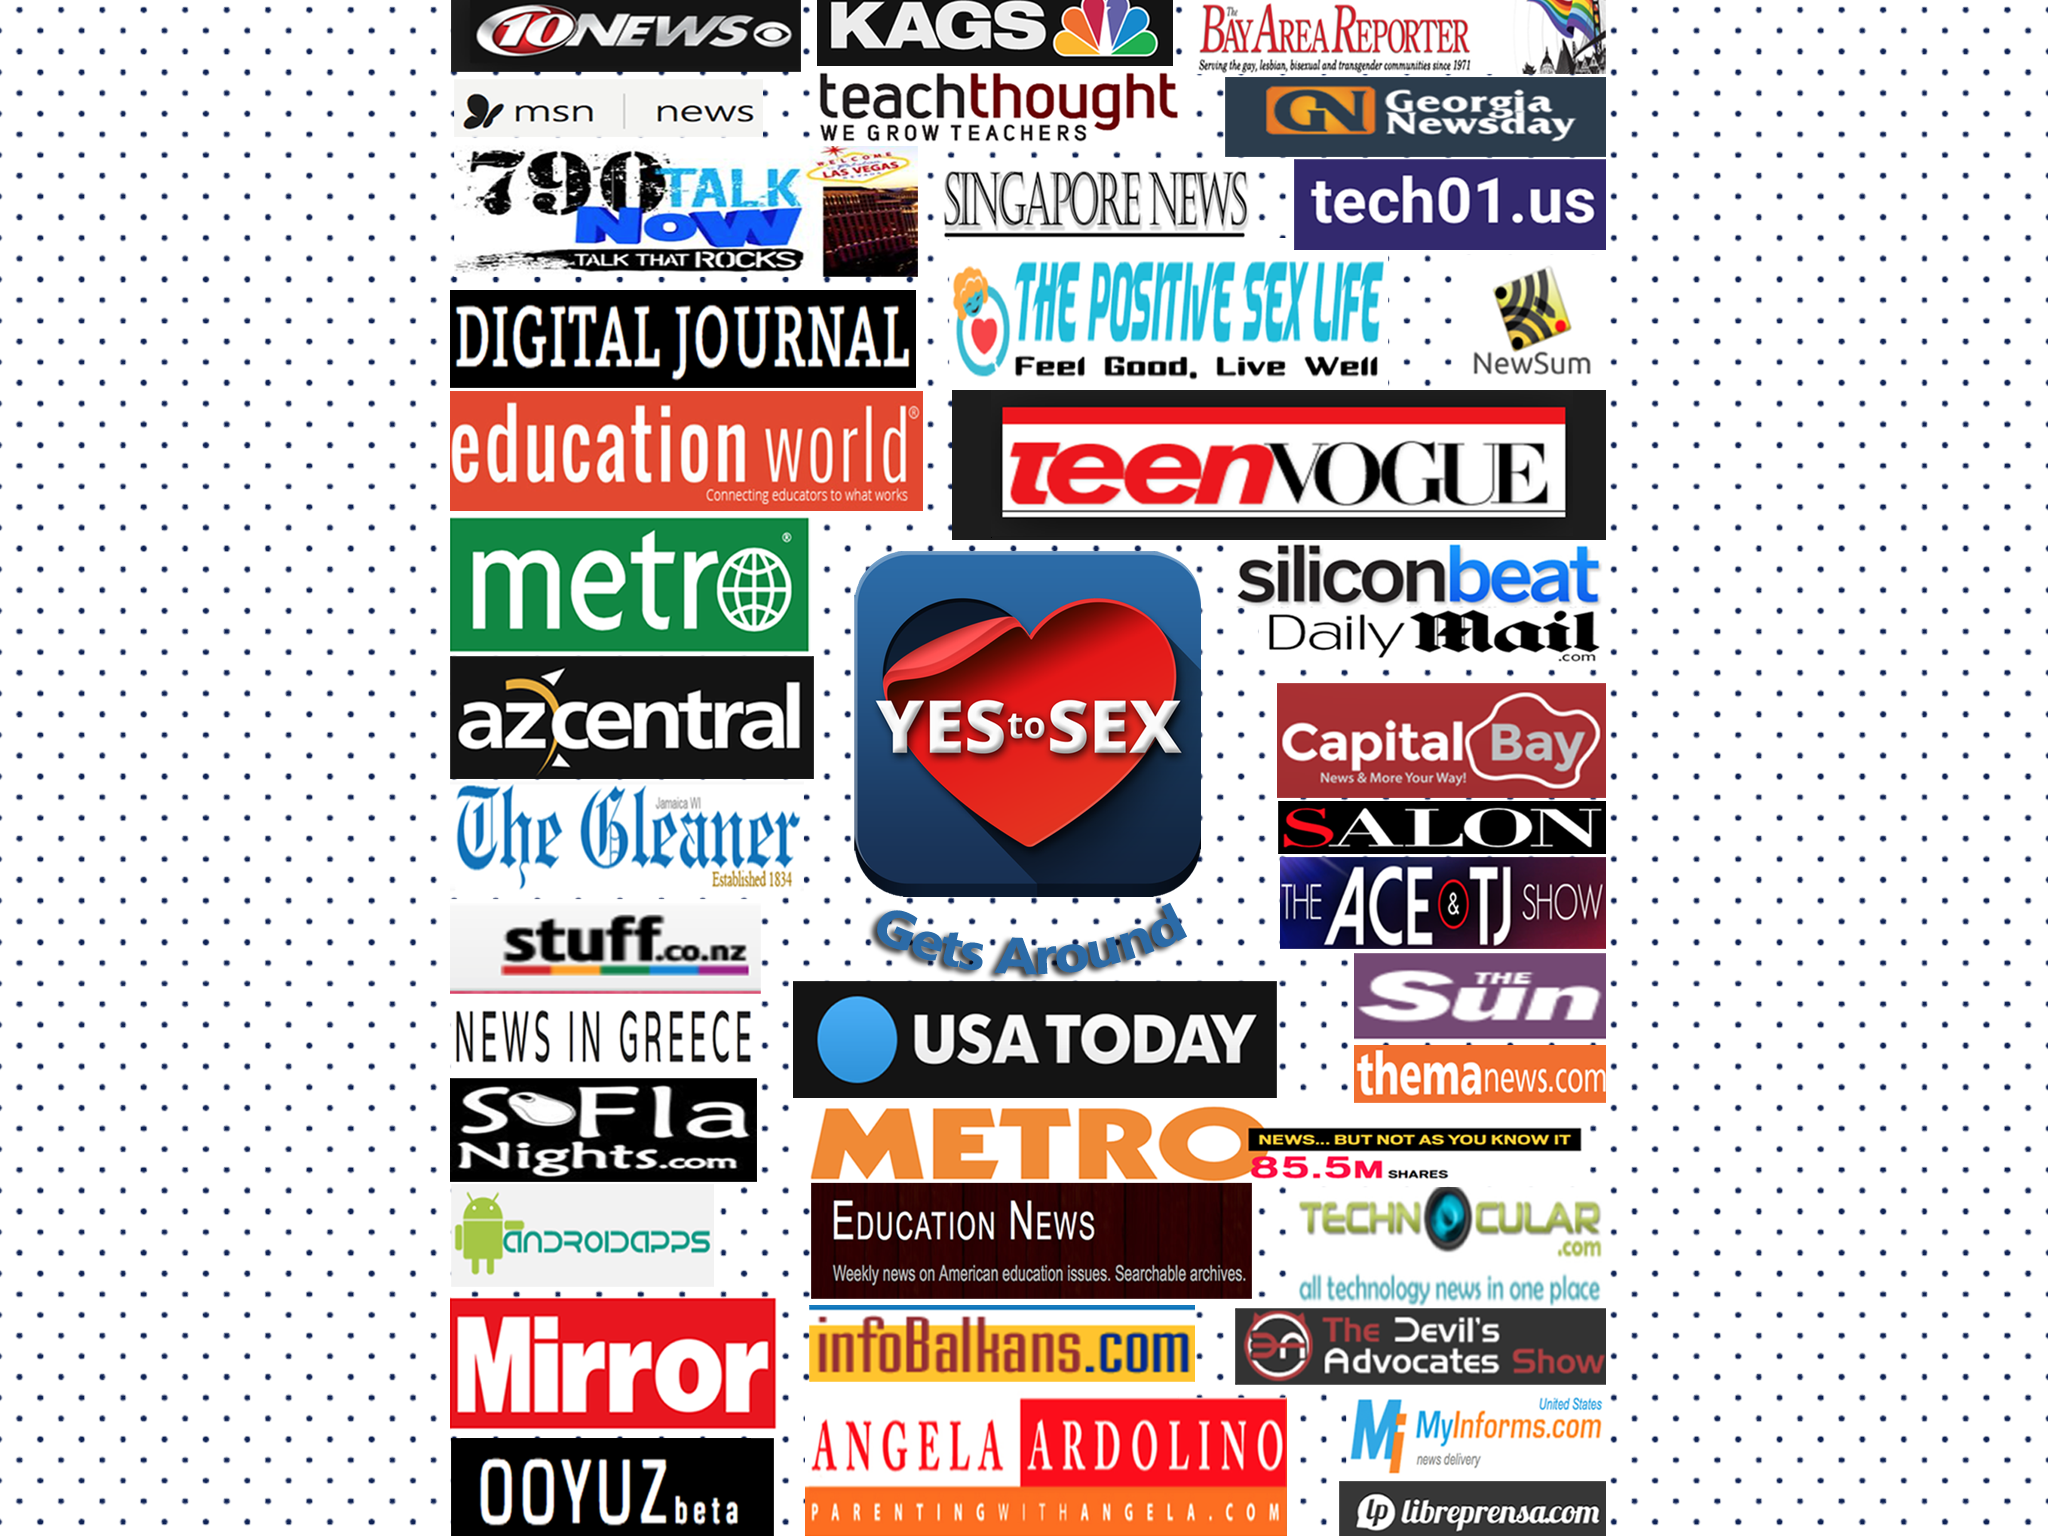 10NEWS
KAGS
The
BAY AREA REPORTER
Serving the gay, lesbian, bisexual and transgender communities since 1971
msn | news
teachthought
WE GROW TEACHERS
GN Georgia
Newsday
790 TALK
NOW
TALK THAT ROCKS
WELCOME
LAS VEGAS
SINGAPORE NEWS
tech01.us
DIGITAL JOURNAL
THE POSITIVE SEX LIFE
Feel Good, Live Well
NewSum
education world®
Connecting educators to what works
teenVOGUE
metro®
siliconbeat
Daily Mail
.com
azcentral
YES to SEX
Gets Around
Capital Bay
News & More Your Way!
SALON
The Gleaner
Jamaica WI
Established 1834
THE ACE & TJ SHOW
stuff.co.nz
THE
Sun
NEWS IN GREECE
USA TODAY
themanews.com
SoFla
Nights.com
METRO
NEWS... BUT NOT AS YOU KNOW IT
85.5M SHARES
ANDROIDAPPS
EDUCATION NEWS
Weekly news on American education issues. Searchable archives.
TECHNOCULAR
.com
all technology news in one place
Mirror
infoBalkans.com
DA The Devil's
Advocates Show
ANGELA ARDOLINO
PARENTINGWITHANGELA.COM
United States
Mi MyInforms.com
news delivery
OOYUZ beta
lp libreprensa.com